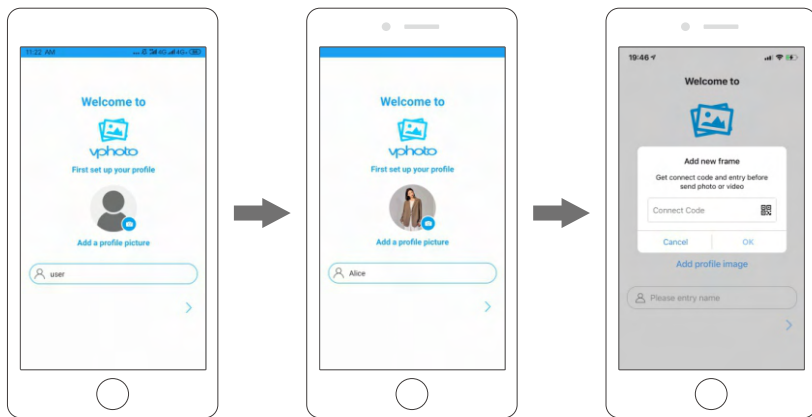 11:22 AM
Welcome to
vphoto
First set up your profile
Add a profile picture
user
Welcome to
vphoto
First set up your profile
Add a profile picture
Alice
19:46
Welcome to
Add new frame
Get connect code and entry before
send photo or video
Connect Code
Cancel
OK
Add profile image
Please entry name